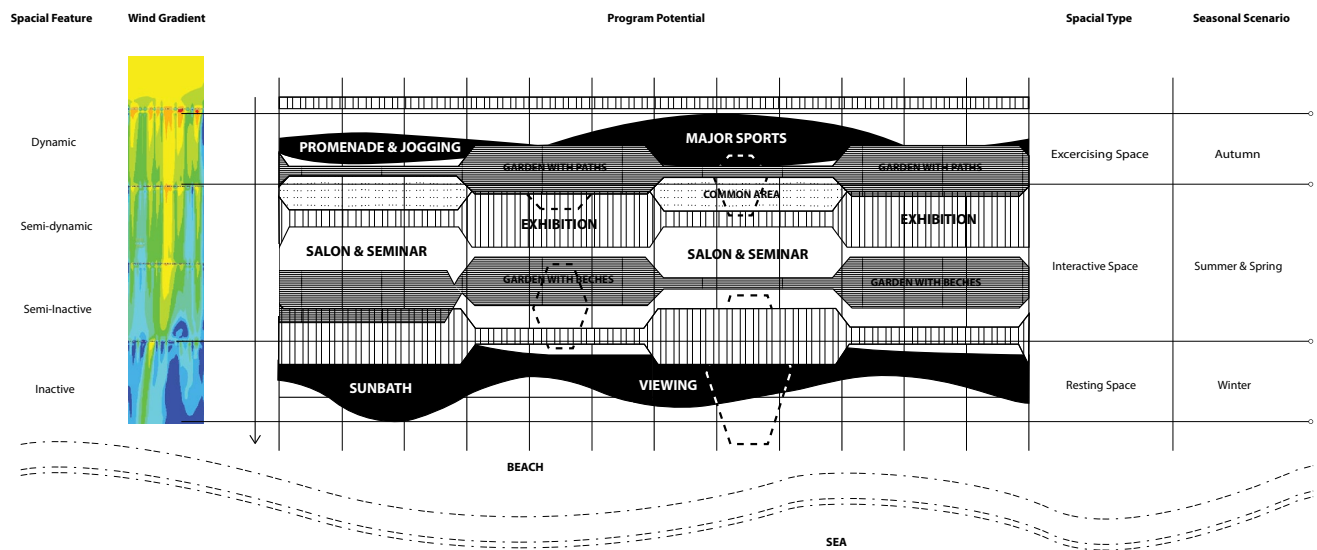 Spacial Feature
Wind Gradient
Program Potential
Spacial Type
Seasonal Scenario
Dynamic
PROMENADE & JOGGING
MAJOR SPORTS
GARDEN WITH PATHS
GARDEN WITH PATHS
Excercising Space
Autumn
COMMON AREA
Semi-dynamic
EXHIBITION
EXHIBITION
SALON & SEMINAR
SALON & SEMINAR
Interactive Space
Summer & Spring
GARDEN WITH BECHES
GARDEN WITH BECHES
Semi-Inactive
Inactive
SUNBATH
VIEWING
Resting Space
Winter
BEACH
SEA